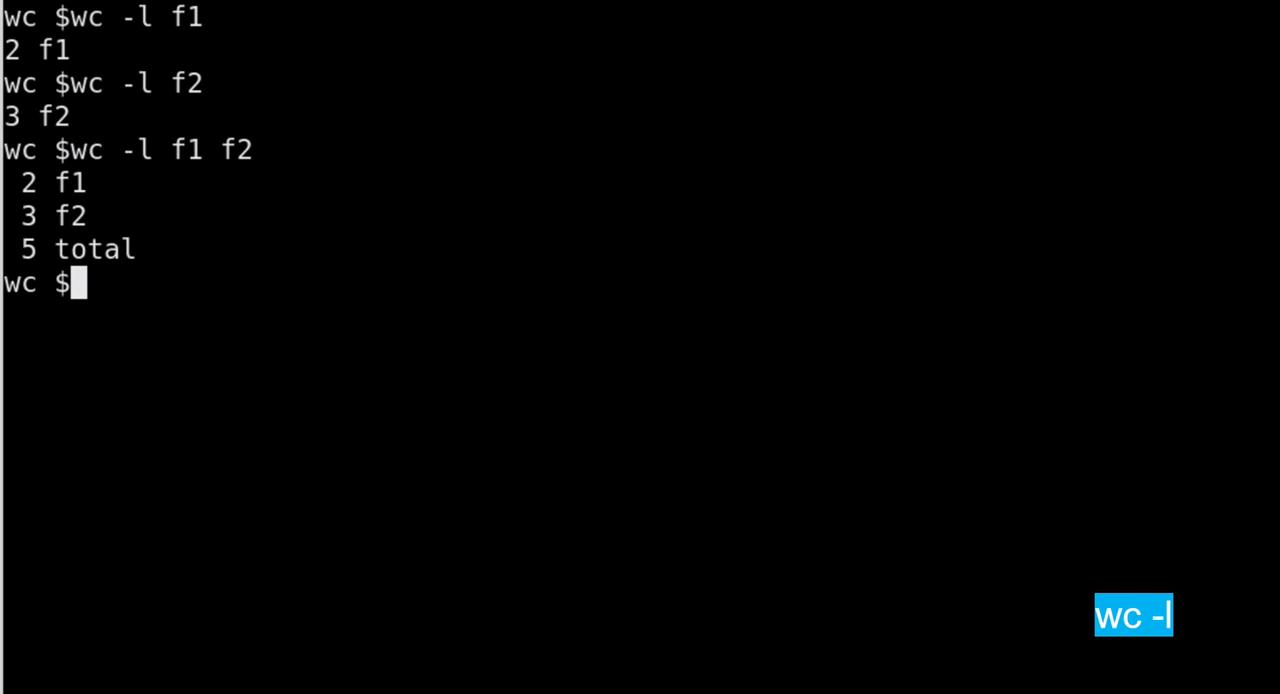 wc $wc -l f1
2 f1
wc $wc -l f2
3 f2
wc $wc -l f1 f2
 2 f1
 3 f2
 5 total
wc $
wc -l